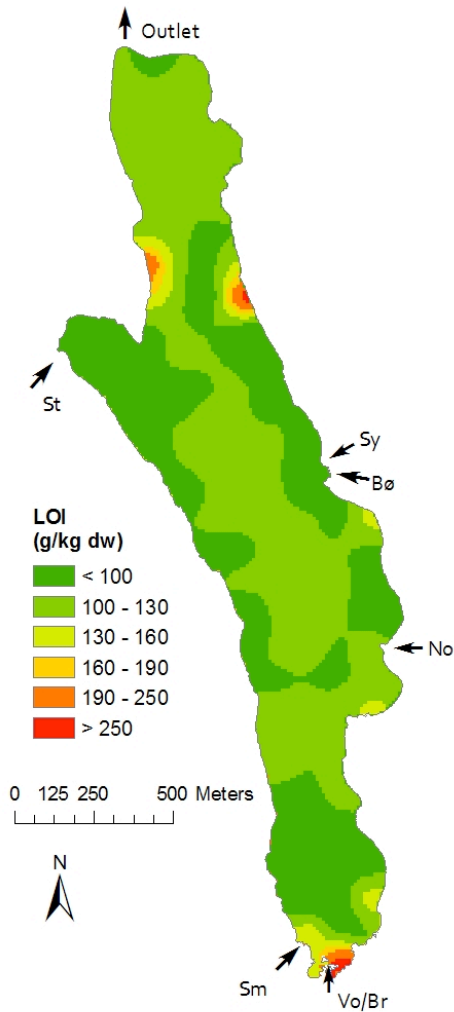 Outlet
St
Sy
Bø
LOI
(g/kg dw)
< 100
100 - 130
130 - 160
160 - 190
190 - 250
> 250
No
0 125 250 500 Meters
N
Sm
Vo/Br